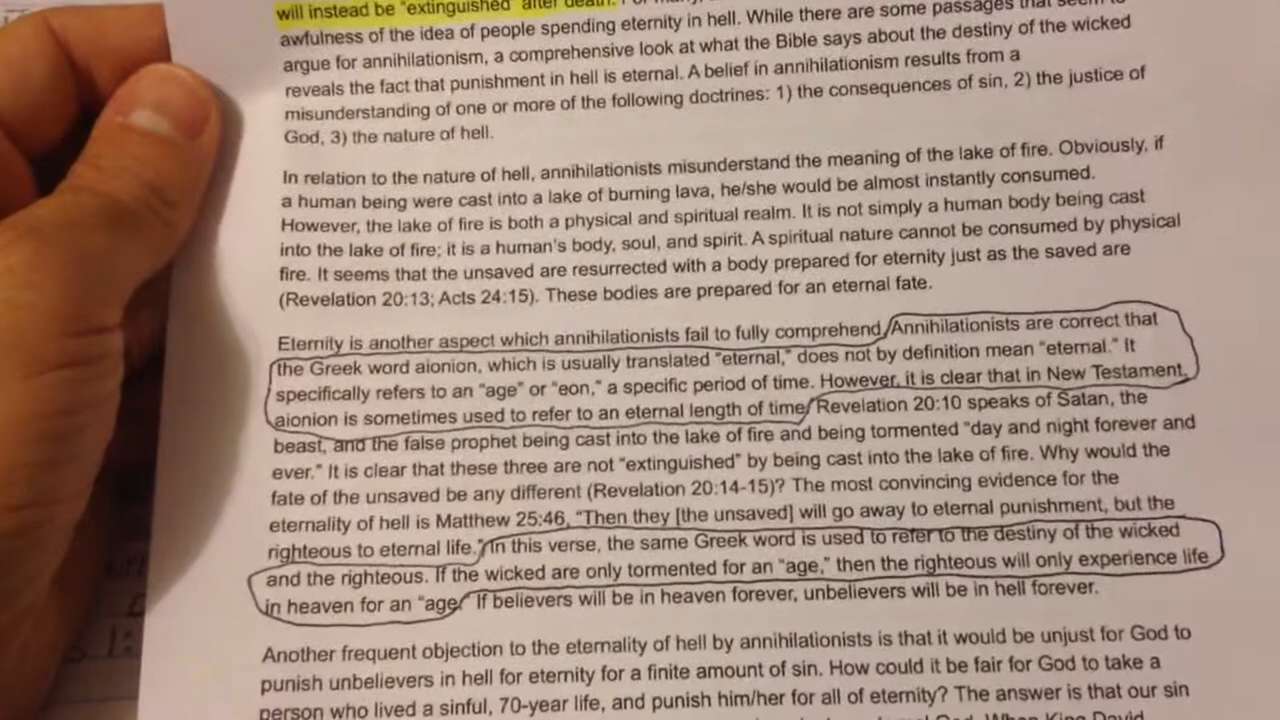 will instead be "extinguished" after death.
awfulness of the idea of people spending eternity in hell. While there are some passages that seem to
argue for annihilationism, a comprehensive look at what the Bible says about the destiny of the wicked
reveals the fact that punishment in hell is eternal. A belief in annihilationism results from a
misunderstanding of one or more of the following doctrines: 1) the consequences of sin, 2) the justice of
God, 3) the nature of hell.
In relation to the nature of hell, annihilationists misunderstand the meaning of the lake of fire. Obviously, if
a human being were cast into a lake of burning lava, he/she would be almost instantly consumed.
However, the lake of fire is both a physical and spiritual realm. It is not simply a human body being cast
into the lake of fire; it is a human's body, soul, and spirit. A spiritual nature cannot be consumed by physical
fire. It seems that the unsaved are resurrected with a body prepared for eternity just as the saved are
(Revelation 20:13; Acts 24:15). These bodies are prepared for an eternal fate.
Eternity is another aspect which annihilationists fail to fully comprehend. Annihilationists are correct that
the Greek word aionion, which is usually translated "eternal," does not by definition mean "eternal." It
specifically refers to an "age" or "eon," a specific period of time. However, it is clear that in New Testament,
aionion is sometimes used to refer to an eternal length of time. Revelation 20:10 speaks of Satan, the
beast, and the false prophet being cast into the lake of fire and being tormented "day and night forever and
ever." It is clear that these three are not "extinguished" by being cast into the lake of fire. Why would the
fate of the unsaved be any different (Revelation 20:14-15)? The most convincing evidence for the
eternality of hell is Matthew 25:46, "Then they [the unsaved] will go away to eternal punishment, but the
righteous to eternal life." In this verse, the same Greek word is used to refer to the destiny of the wicked
and the righteous. If the wicked are only tormented for an "age," then the righteous will only experience life
in heaven for an "age." If believers will be in heaven forever, unbelievers will be in hell forever.
Another frequent objection to the eternality of hell by annihilationists is that it would be unjust for God to
punish unbelievers in hell for eternity for a finite amount of sin. How could it be fair for God to take a
person who lived a sinful, 70-year life, and punish him/her for all of eternity? The answer is that our sin
God. When King David